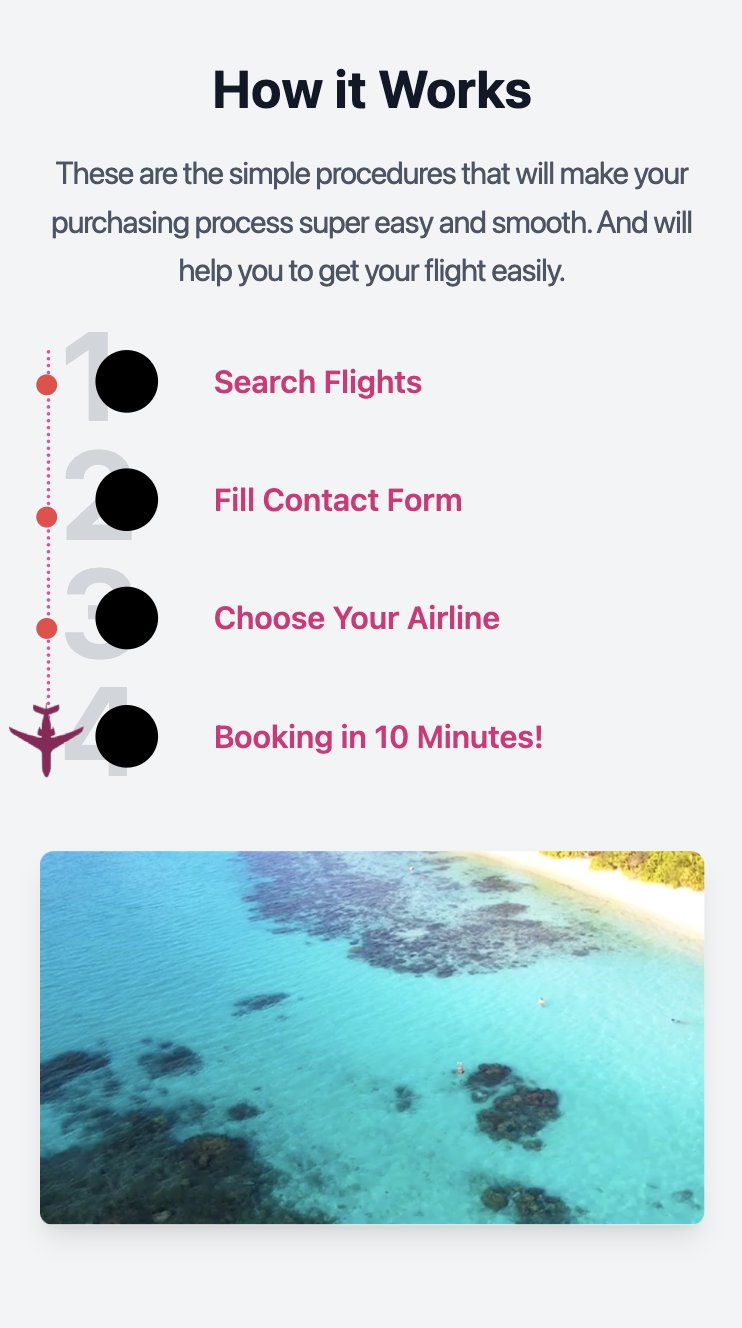 How it Works
These are the simple procedures that will make your
purchasing process super easy and smooth. And will
help you to get your flight easily.
1 Search Flights
2 Fill Contact Form
3 Choose Your Airline
4 Booking in 10 Minutes!